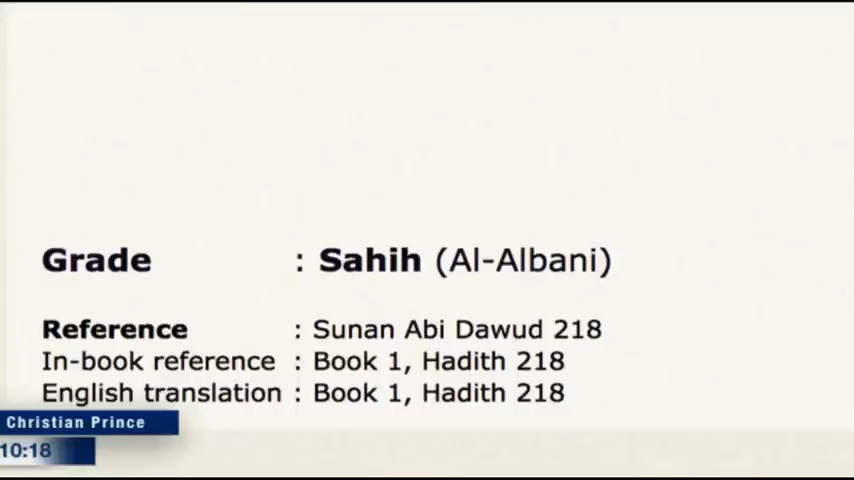 Grade : Sahih (Al-Albani)
Reference : Sunan Abi Dawud 218
In-book reference : Book 1, Hadith 218
English translation : Book 1, Hadith 218
Christian Prince
10:18